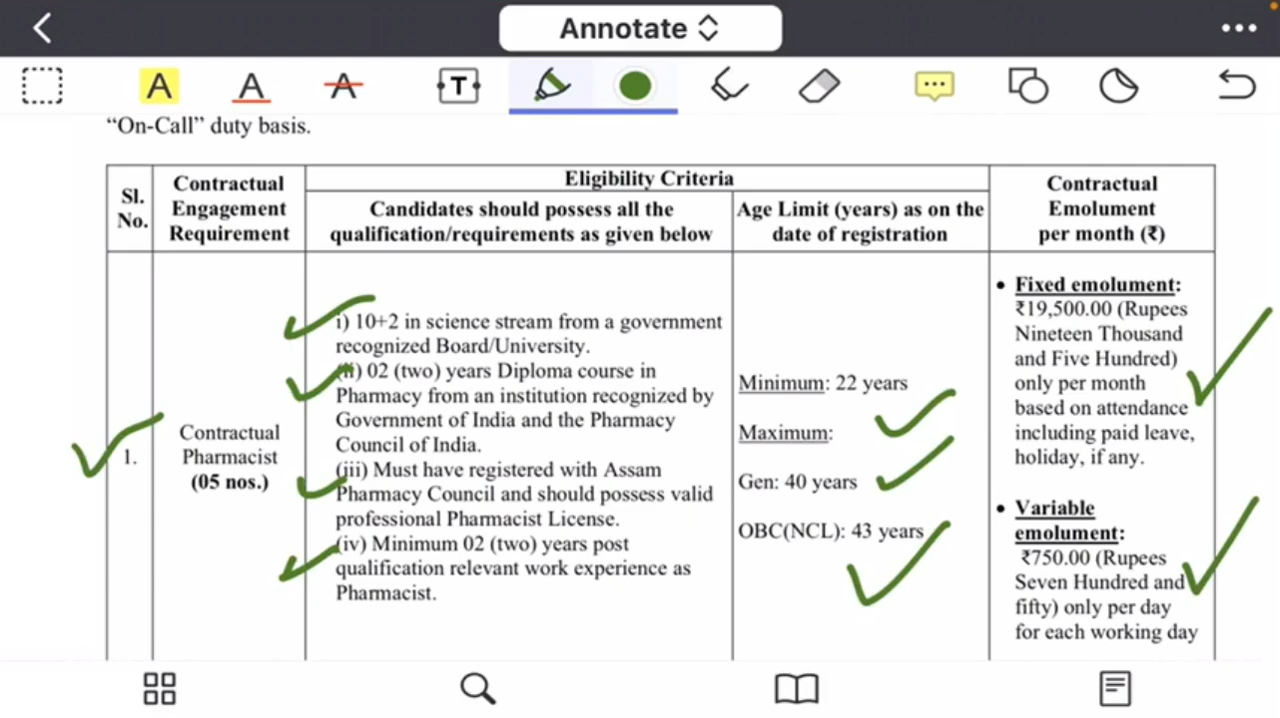 Annotate
A
A
A
T
“On-Call” duty basis.
Sl.
No.
Contractual
Engagement
Requirement
Eligibility Criteria
Candidates should possess all the
qualification/requirements as given below
Age Limit (years) as on the
date of registration
Contractual
Emolument
per month (₹)
1.
Contractual
Pharmacist
(05 nos.)
i) 10+2 in science stream from a government
recognized Board/University.
(ii) 02 (two) years Diploma course in
Pharmacy from an institution recognized by
Government of India and the Pharmacy
Council of India.
(iii) Must have registered with Assam
Pharmacy Council and should possess valid
professional Pharmacist License.
(iv) Minimum 02 (two) years post
qualification relevant work experience as
Pharmacist.
Minimum: 22 years
Maximum:
Gen: 40 years
OBC(NCL): 43 years
• Fixed emolument:
₹19,500.00 (Rupees
Nineteen Thousand
and Five Hundred)
only per month
based on attendance
including paid leave,
holiday, if any.
• Variable
emolument:
₹750.00 (Rupees
Seven Hundred and
fifty) only per day
for each working day